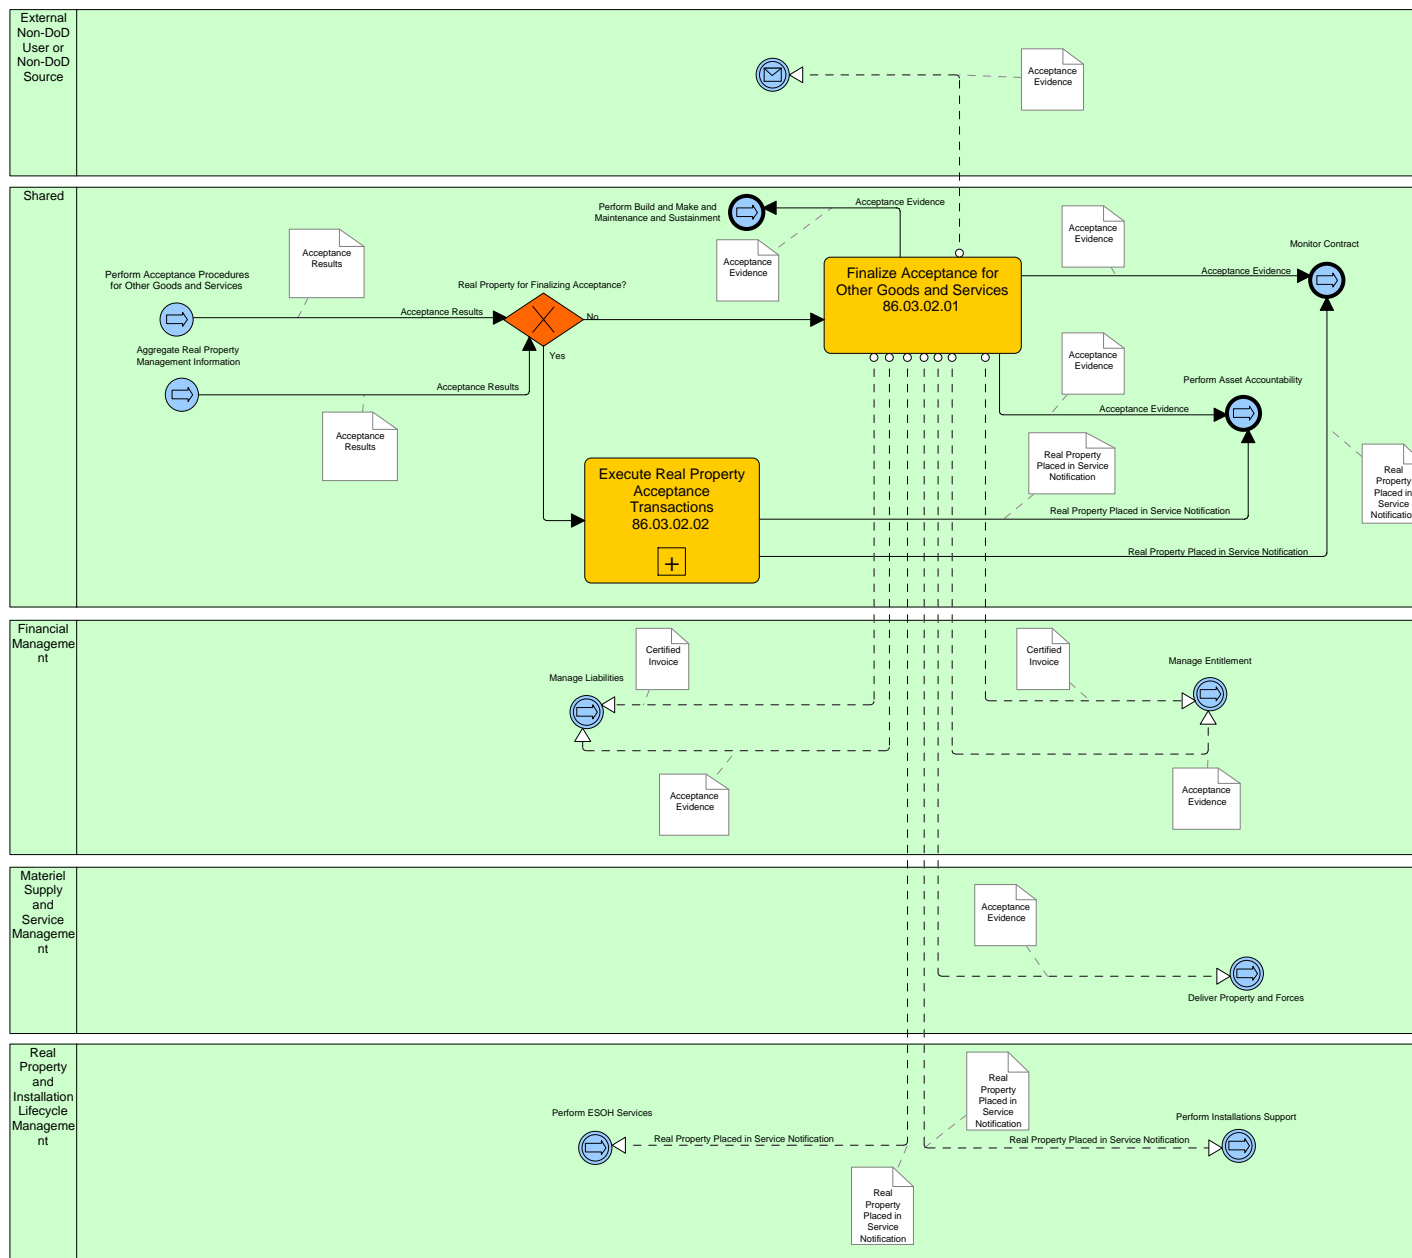 External
Non-DoD
User or
Non-DoD
Source
Acceptance
Evidence
Shared
Perform Build and Make and
Maintenance and Sustainment
Acceptance Evidence
Acceptance
Evidence
Acceptance
Evidence
Monitor Contract
Acceptance
Results
Perform Acceptance Procedures
for Other Goods and Services
Real Property for Finalizing Acceptance?
Finalize Acceptance for
Other Goods and Services
86.03.02.01
Acceptance Evidence
Acceptance Results
No
Aggregate Real Property
Management Information
Yes
Acceptance
Evidence
Perform Asset Accountability
Acceptance Results
Acceptance Evidence
Acceptance
Results
Real Property
Placed in Service
Notification
Real
Property
Placed in
Service
Notificatio
Execute Real Property
Acceptance
Transactions
86.03.02.02
Real Property Placed in Service Notification
Real Property Placed in Service Notification
Financial
Manageme
nt
Certified
Invoice
Certified
Invoice
Manage Liabilities
Manage Entitlement
Acceptance
Evidence
Acceptance
Evidence
Materiel
Supply
and
Service
Manageme
nt
Acceptance
Evidence
Deliver Property and Forces
Real
Property
and
Installation
Lifecycle
Manageme
nt
Real
Property
Placed in
Service
Notification
Perform ESOH Services
Perform Installations Support
Real Property Placed in Service Notification
Real Property Placed in Service Notification
Real
Property
Placed in
Service
Notification